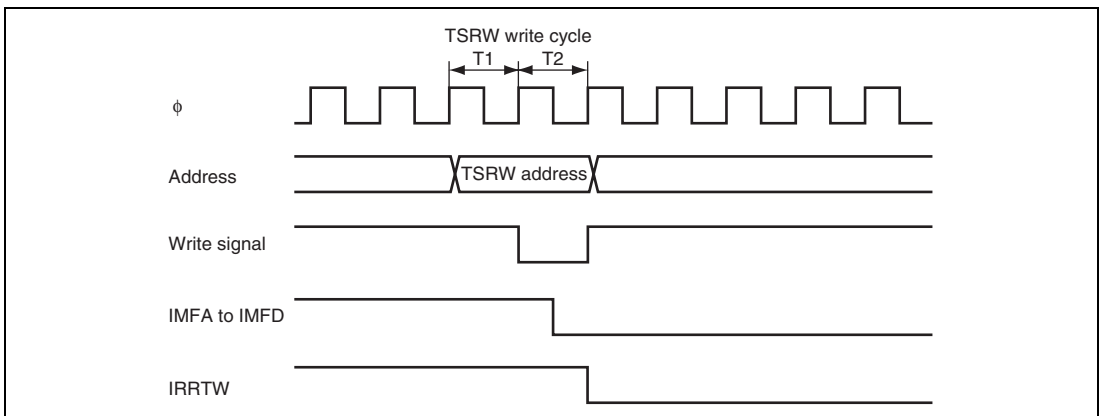 TSRW write cycle
T1 T2
ϕ
Address
TSRW address
Write signal
IMFA to IMFD
IRRTW